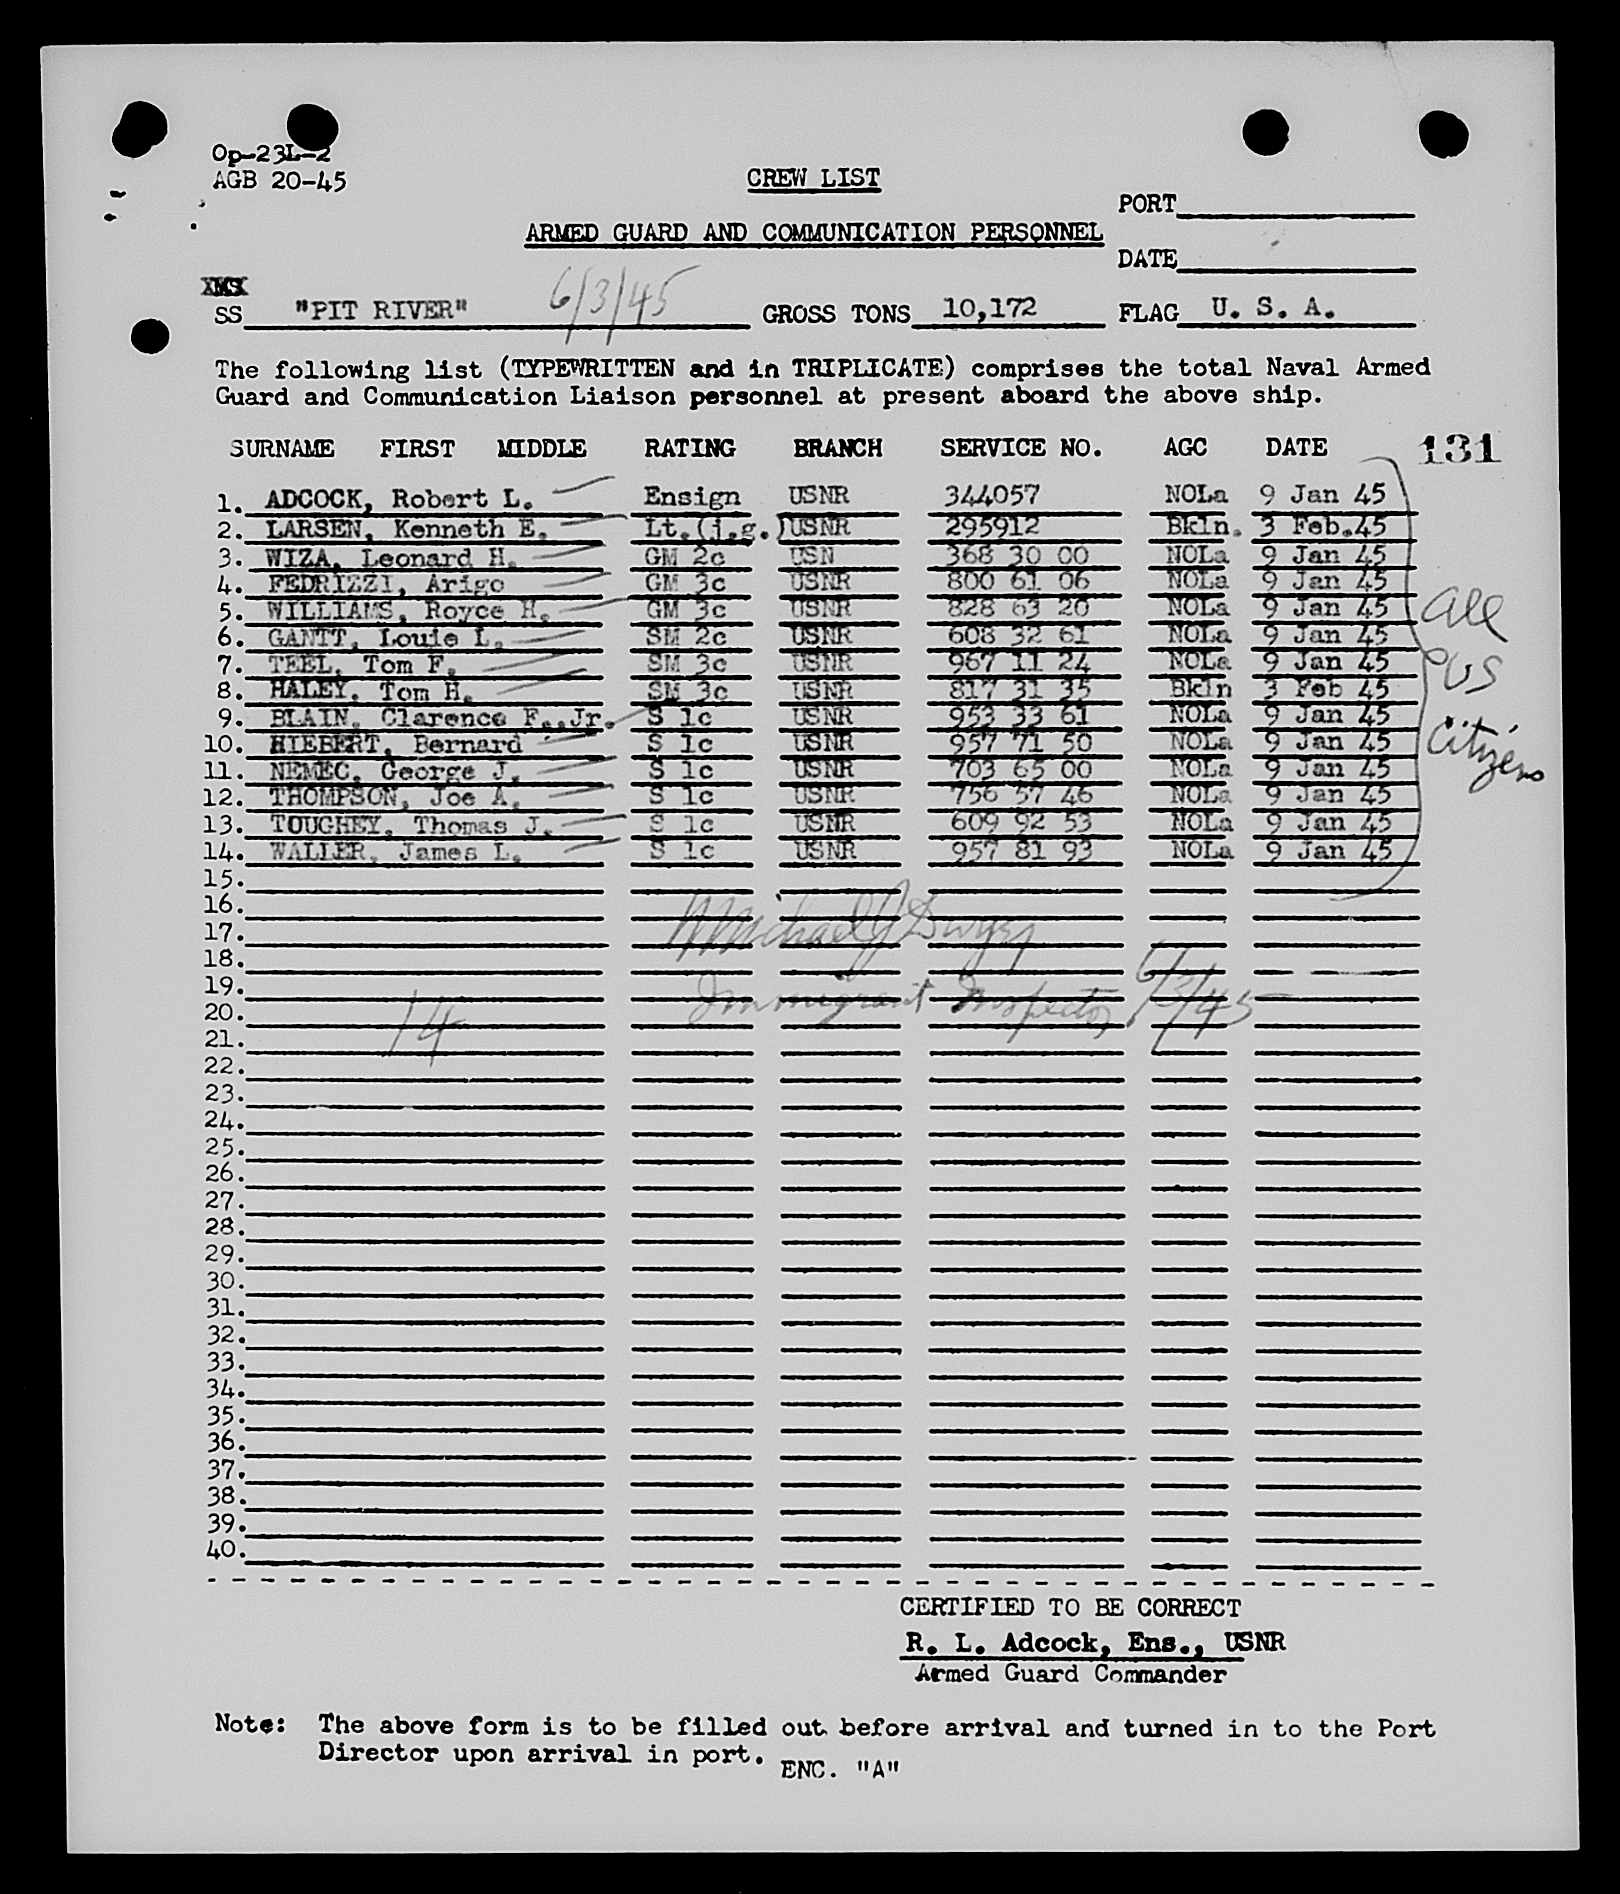 Op-23L-2
AGB 20-45
CREW LIST
PORT
ARMED GUARD AND COMMUNICATION PERSONNEL
DATE
SS "PIT RIVER" 6/3/45 GROSS TONS 10,172 FLAG U. S. A.
The following list (TYPEWRITTEN and in TRIPLICATE) comprises the total Naval Armed
Guard and Communication Liaison personnel at present aboard the above ship.
SURNAME FIRST MIDDLE RATING BRANCH SERVICE NO. AGC DATE 131
1. ADCOCK, Robert L. Ensign USNR 344057 NOLa 9 Jan 45
2. LARSEN, Kenneth E. Lt.(j.g.) USNR 295912 Bkln. 3 Feb.45
3. WIZA, Leonard H. GM 2c USN 368 30 00 NOLa 9 Jan 45
4. FEDRIZZI, Arigo GM 3c USNR 800 61 06 NOLa 9 Jan 45
5. WILLIAMS, Royce H. GM 3c USNR 828 63 20 NOLa 9 Jan 45
6. GANTT, Louie L. SM 2c USNR 608 32 61 NOLa 9 Jan 45
7. TEEL, Tom F. SM 3c USNR 967 11 24 NOLa 9 Jan 45
8. HALEY, Tom H. SM 3c USNR 817 31 35 Bkln 3 Feb 45
9. BLAIN, Clarence F.,Jr. S 1c USNR 953 33 61 NOLa 9 Jan 45
10. HIEBERT, Bernard S 1c USNR 957 71 50 NOLa 9 Jan 45
11. NEMEC, George J. S 1c USNR 703 65 00 NOLa 9 Jan 45
12. THOMPSON, Joe A. S 1c USNR 756 57 46 NOLa 9 Jan 45
13. TOUGHEY, Thomas J. S 1c USNR 609 92 53 NOLa 9 Jan 45
14. WALLER, James L. S 1c USNR 957 81 93 NOLa 9 Jan 45
all
US
Citizens
15.
16.
17. Michael J Dwyer
18.
19. Immigrant Inspector 6/3/45
20.
14
21.
22.
23.
24.
25.
26.
27.
28.
29.
30.
31.
32.
33.
34.
35.
36.
37.
38.
39.
40.
CERTIFIED TO BE CORRECT
R. L. Adcock, Ens., USNR
Armed Guard Commander
Note: The above form is to be filled out before arrival and turned in to the Port
Director upon arrival in port.
ENC. "A"